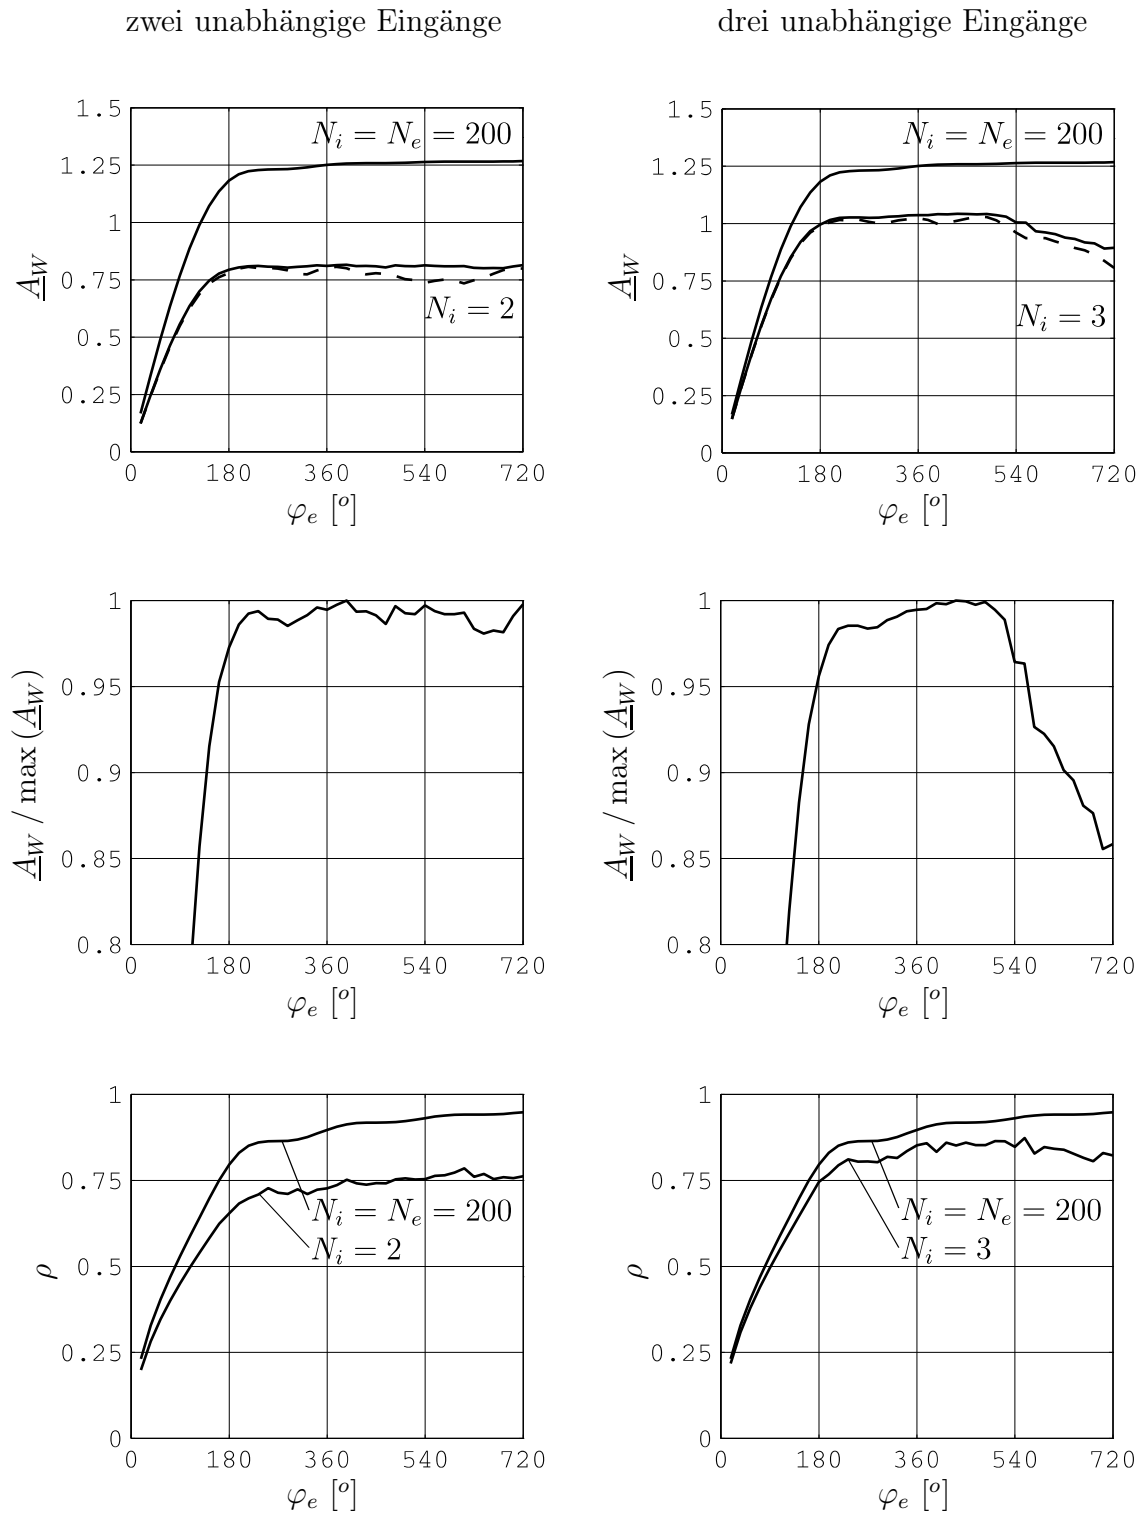 zwei unabhängige Eingänge
drei unabhängige Eingänge
1.5
1.25
1
0.75
0.5
0.25
0
0 180 360 540 720
A_W
φ_e [°]
N_i = N_e = 200
N_i = 2
1.5
1.25
1
0.75
0.5
0.25
0
0 180 360 540 720
A_W
φ_e [°]
N_i = N_e = 200
N_i = 3
1
0.95
0.9
0.85
0.8
0 180 360 540 720
A_W / max (A_W)
φ_e [°]
1
0.95
0.9
0.85
0.8
0 180 360 540 720
A_W / max (A_W)
φ_e [°]
1
0.75
0.5
0.25
0
0 180 360 540 720
ρ
φ_e [°]
N_i = N_e = 200
N_i = 2
1
0.75
0.5
0.25
0
0 180 360 540 720
ρ
φ_e [°]
N_i = N_e = 200
N_i = 3